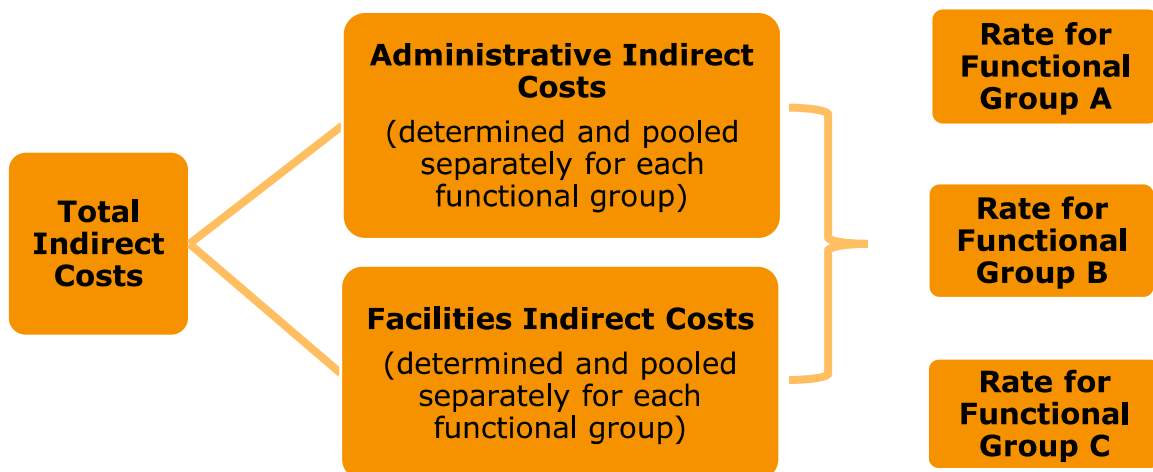 Total
Indirect
Costs
Administrative Indirect
Costs
(determined and pooled
separately for each
functional group)
Facilities Indirect Costs
(determined and pooled
separately for each
functional group)
Rate for
Functional
Group A
Rate for
Functional
Group B
Rate for
Functional
Group C